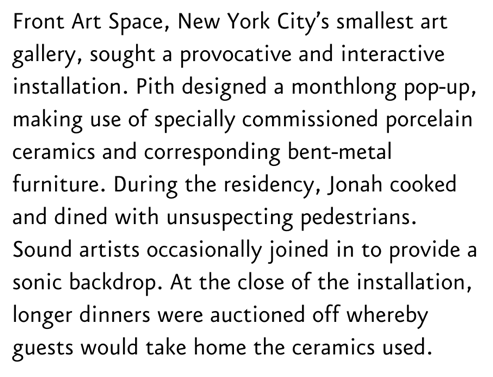 Front Art Space, New York City’s smallest art
gallery, sought a provocative and interactive
installation. Pith designed a monthlong pop-up,
making use of specially commissioned porcelain
ceramics and corresponding bent-metal
furniture. During the residency, Jonah cooked
and dined with unsuspecting pedestrians.
Sound artists occasionally joined in to provide a
sonic backdrop. At the close of the installation,
longer dinners were auctioned off whereby
guests would take home the ceramics used.